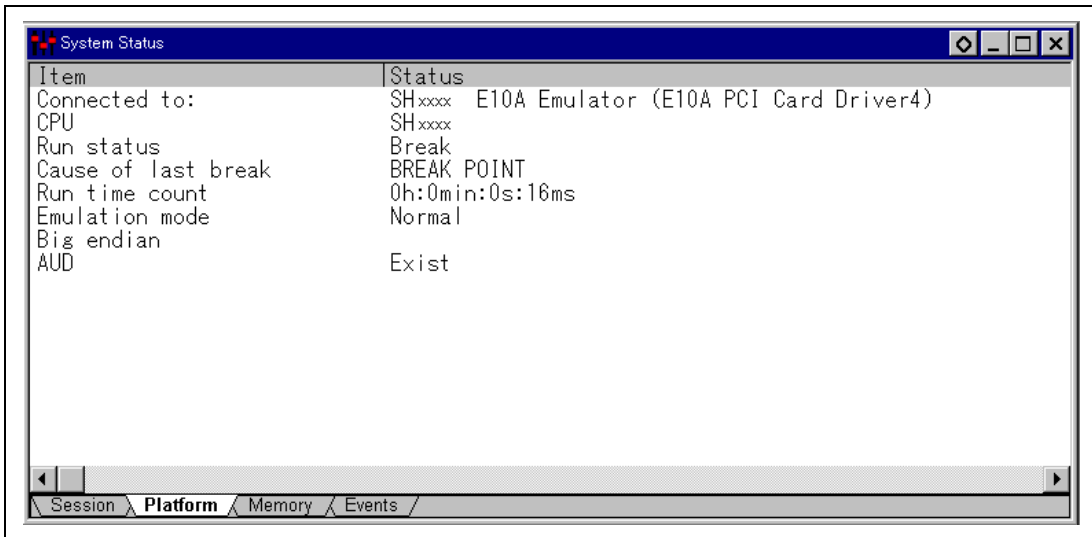 System Status
Item Status
Connected to: SHxxxx E10A Emulator (E10A PCI Card Driver4)
CPU SHxxxx
Run status Break
Cause of last break BREAK POINT
Run time count 0h:0min:0s:16ms
Emulation mode Normal
Big endian
AUD Exist
Session Platform Memory Events